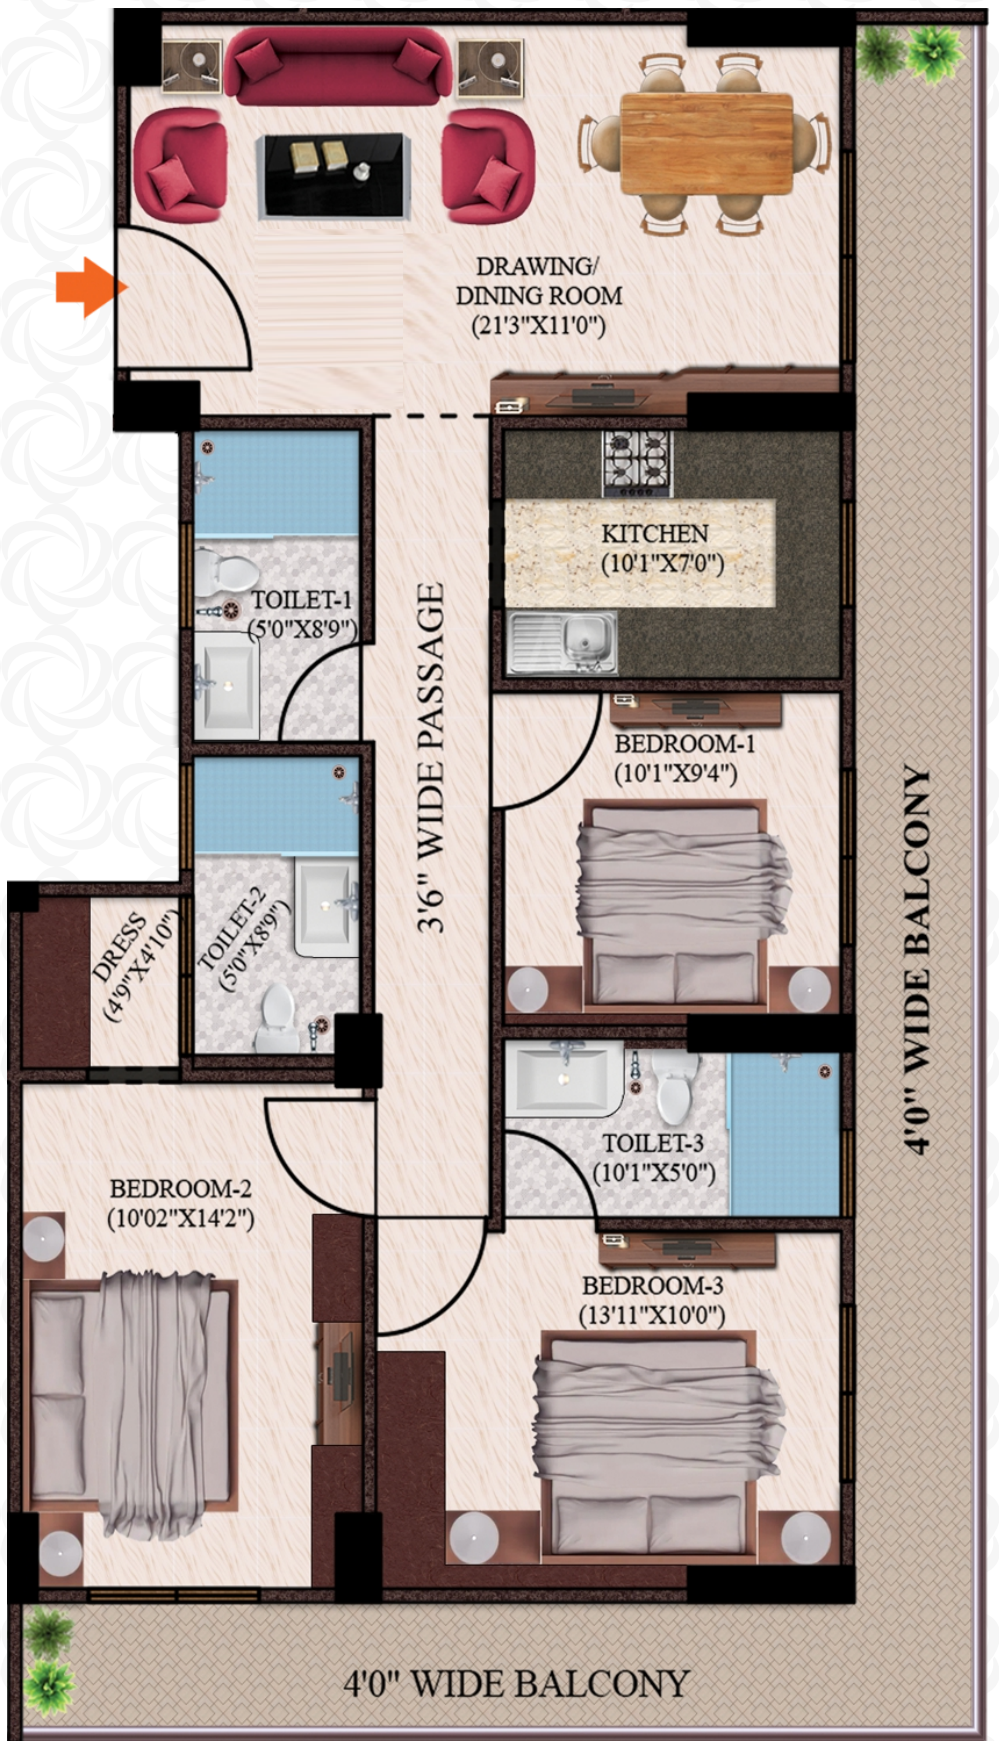 DRAWING/
DINING ROOM
(21'3"X11'0")
KITCHEN
(10'1"X7'0")
TOILET-1
(5'0"X8'9")
3'6" WIDE PASSAGE
BEDROOM-1
(10'1"X9'4")
4'0" WIDE BALCONY
DRESS
(4'9"X4'10")
TOILET-2
(5'0"X8'9")
TOILET-3
(10'1"X5'0")
BEDROOM-2
(10'02"X14'2")
BEDROOM-3
(13'11"X10'0")
4'0" WIDE BALCONY